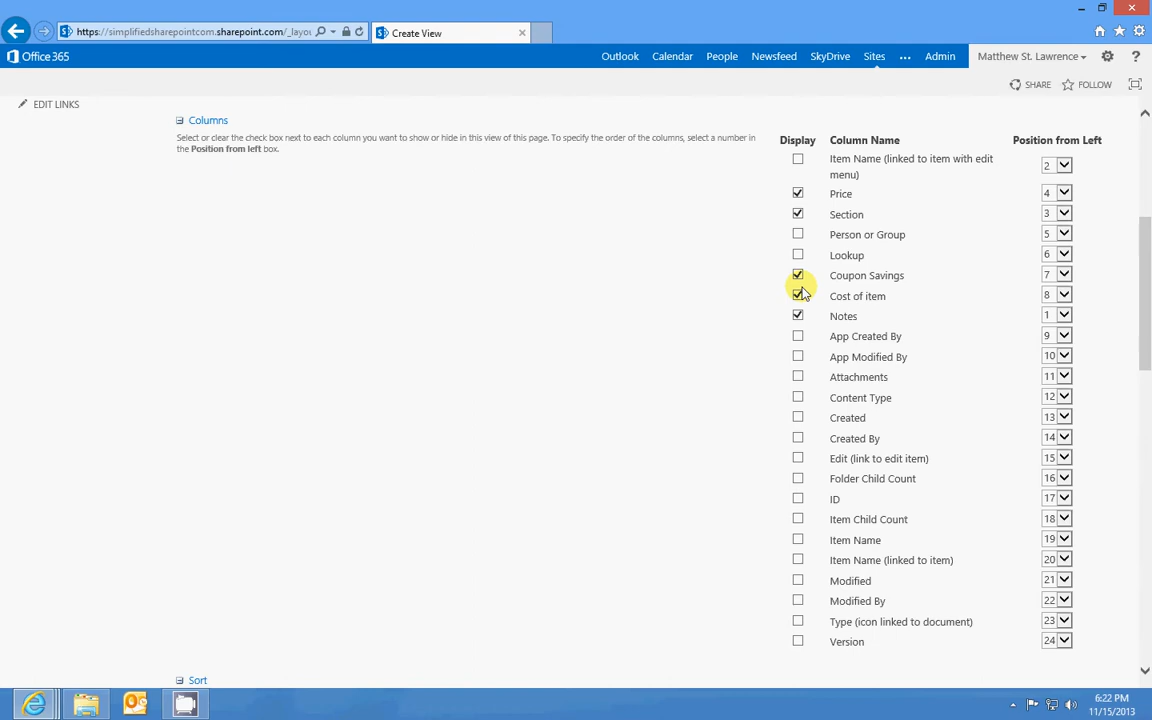 https://simplifiedsharepointcom.sharepoint.com/_layou
Create View
Office 365
Outlook
Calendar
People
Newsfeed
SkyDrive
Sites
Admin
Matthew St. Lawrence
?
SHARE
FOLLOW
EDIT LINKS
Columns
Select or clear the check box next to each column you want to show or hide in this view of this page. To specify the order of the columns, select a number in
the Position from left box.
Display Column Name Position from Left
Item Name (linked to item with edit
menu) 2
Price 4
Section 3
Person or Group 5
Lookup 6
Coupon Savings 7
Cost of item 8
Notes 1
App Created By 9
App Modified By 10
Attachments 11
Content Type 12
Created 13
Created By 14
Edit (link to edit item) 15
Folder Child Count 16
ID 17
Item Child Count 18
Item Name 19
Item Name (linked to item) 20
Modified 21
Modified By 22
Type (icon linked to document) 23
Version 24
Sort
6:22 PM
11/15/2013